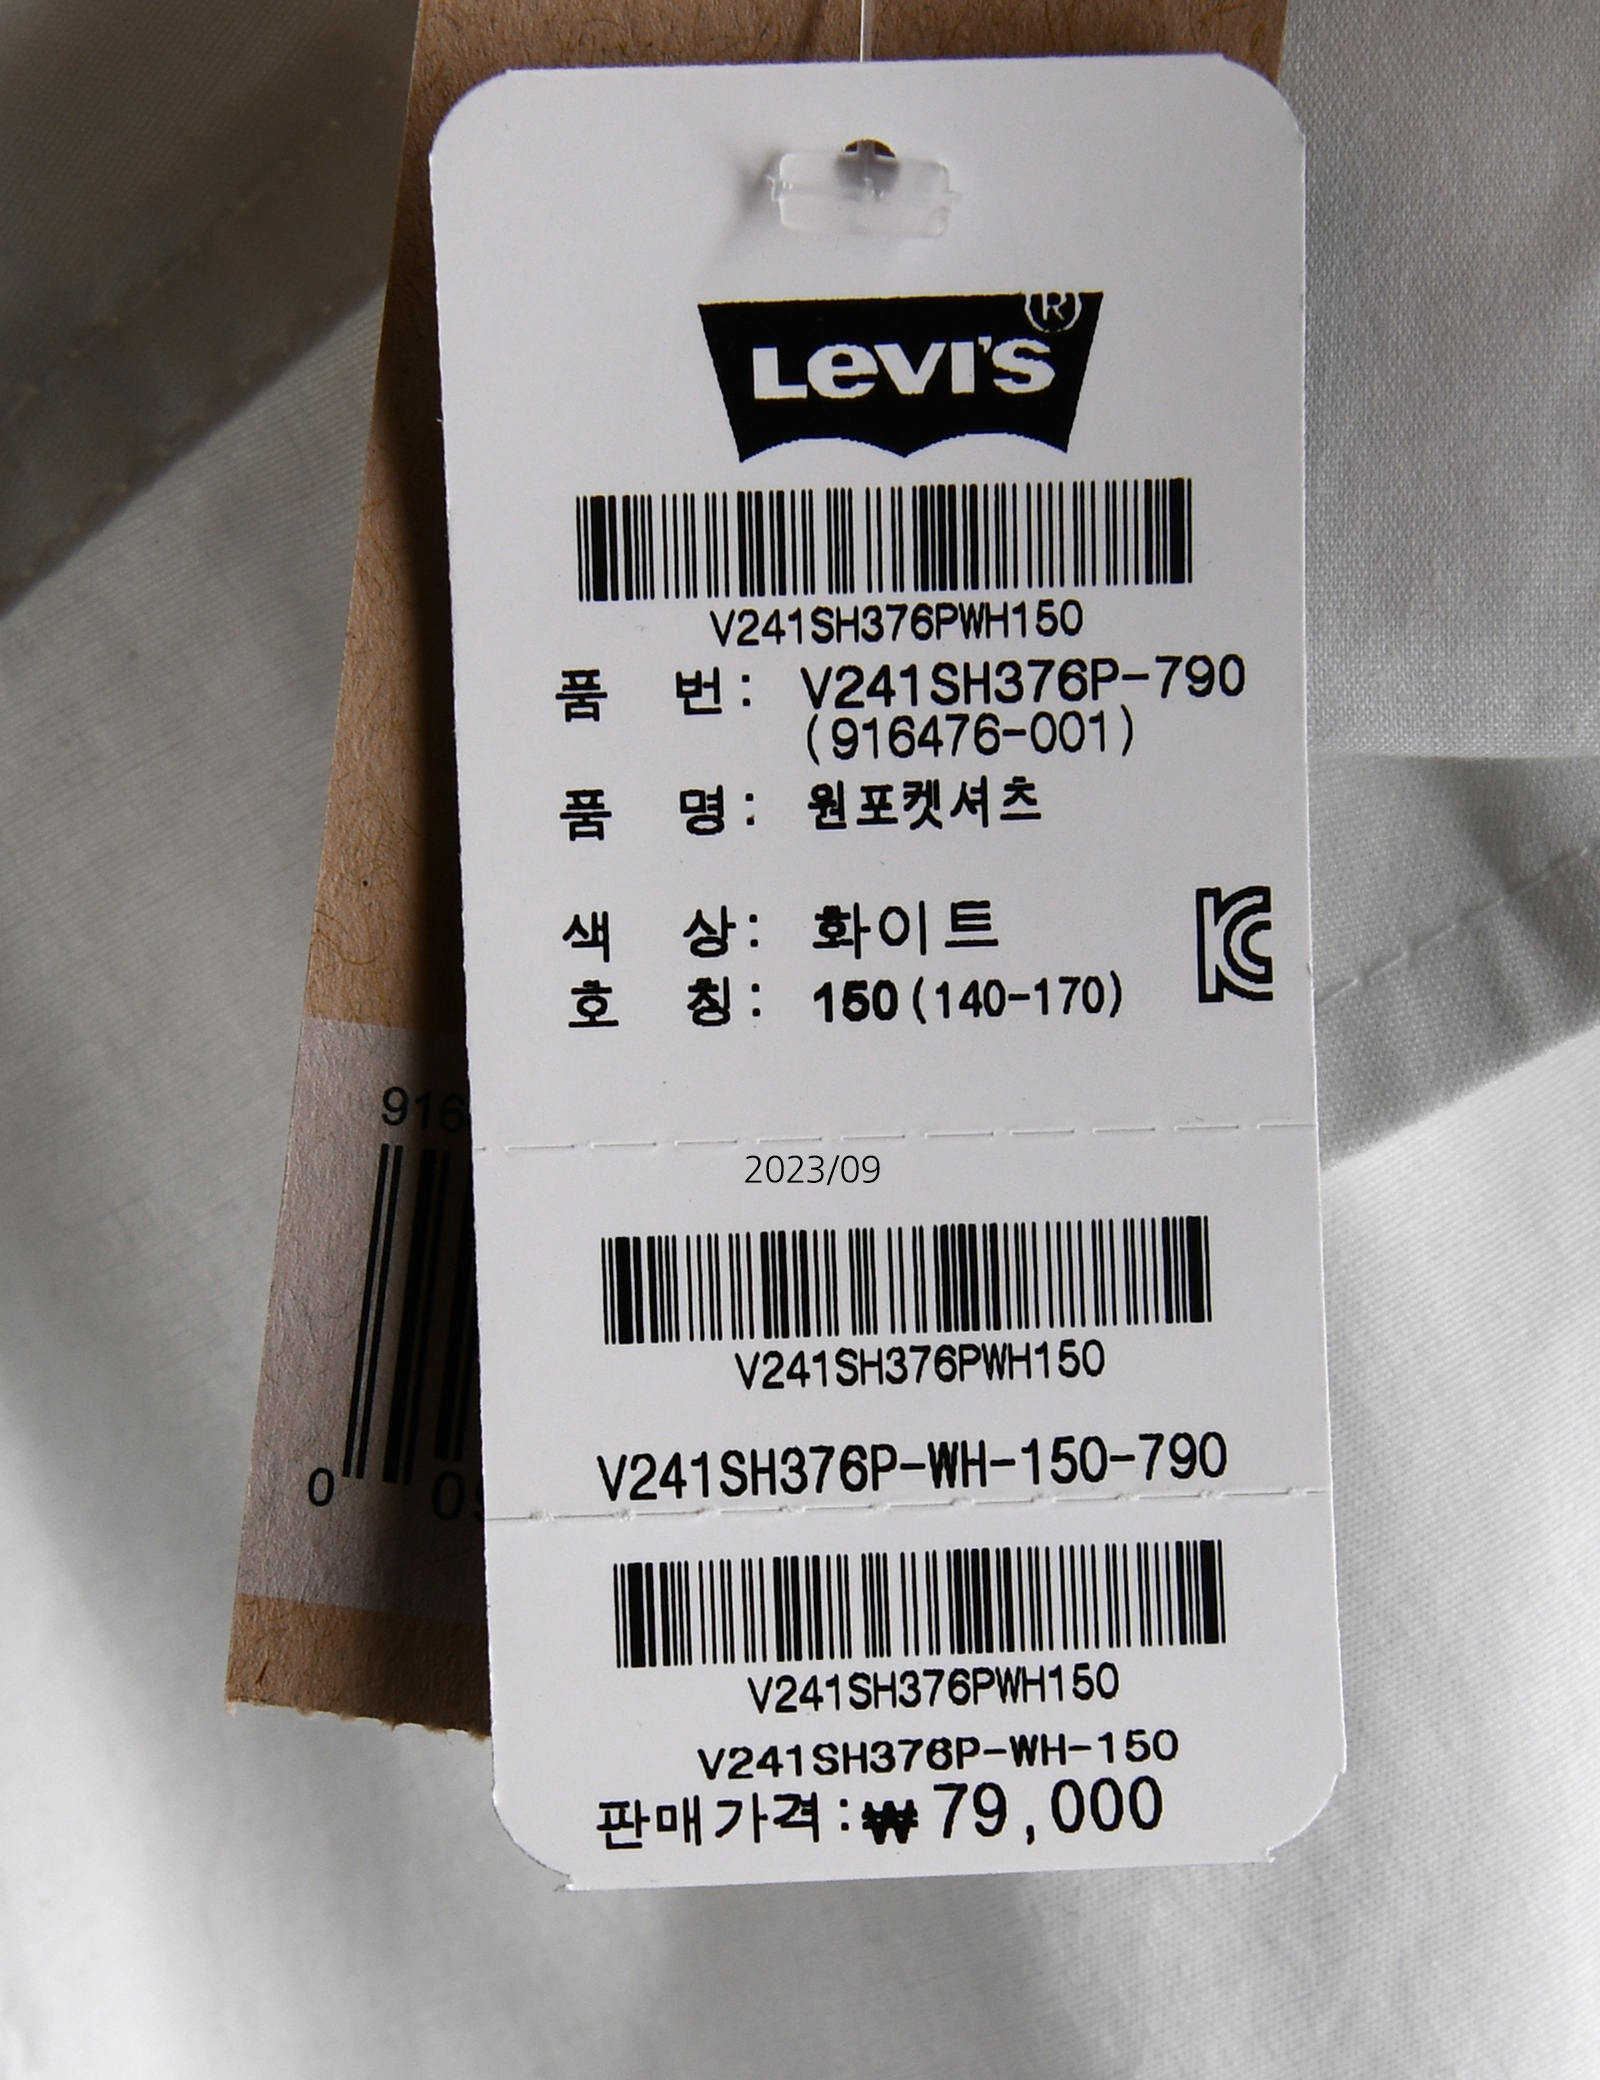 LEVI'S®
V241SH376PWH150
품 번: V241SH376P-790
(916476-001)
품 명: 원포켓셔츠
색 상: 화이트
호 칭: 150(140-170)
2023/09
V241SH376PWH150
V241SH376P-WH-150-790
V241SH376PWH150
V241SH376P-WH-150
판매가격:₩79,000
916
0
0